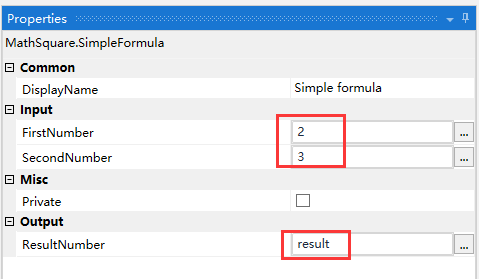 Properties
MathSquare.SimpleFormula
Common
DisplayName Simple formula
Input
FirstNumber 2 ...
SecondNumber 3 ...
Misc
Private
Output
ResultNumber result ...